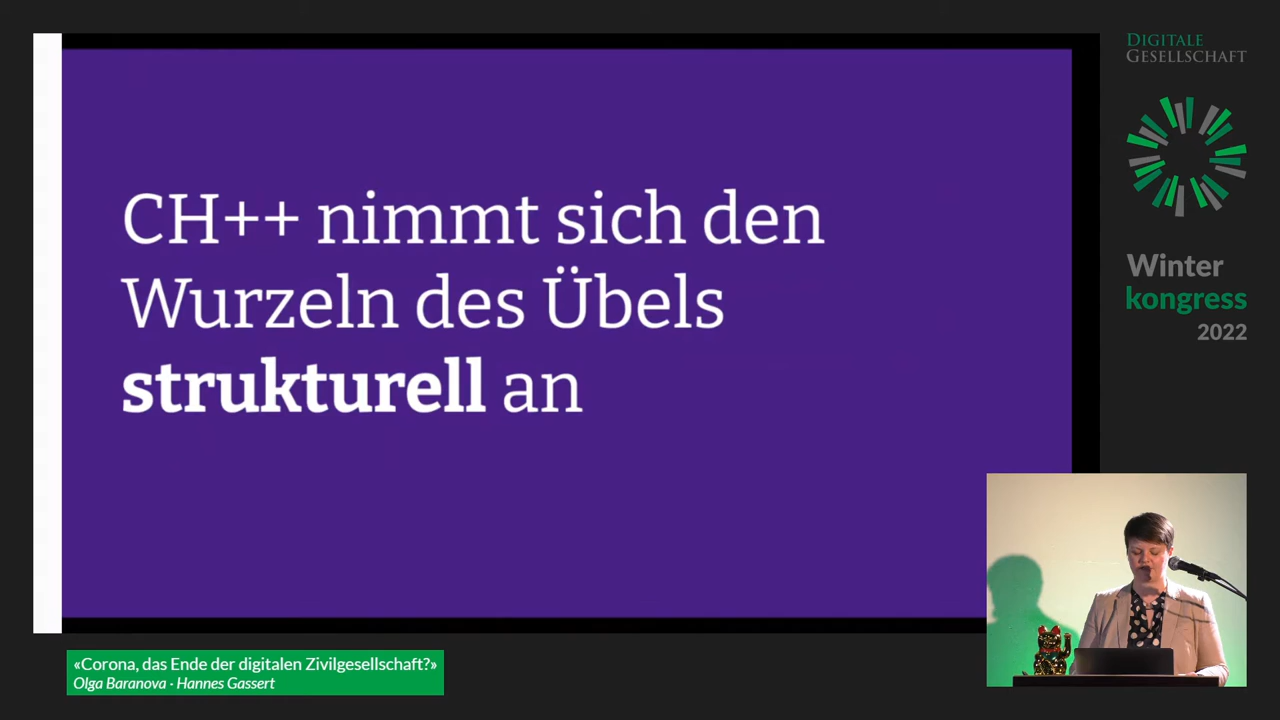 CH++ nimmt sich den
Wurzeln des Übels
strukturell an
DIGITALE
GESELLSCHAFT
Winter
kongress
2022
«Corona, das Ende der digitalen Zivilgesellschaft?»
Olga Baranova · Hannes Gassert